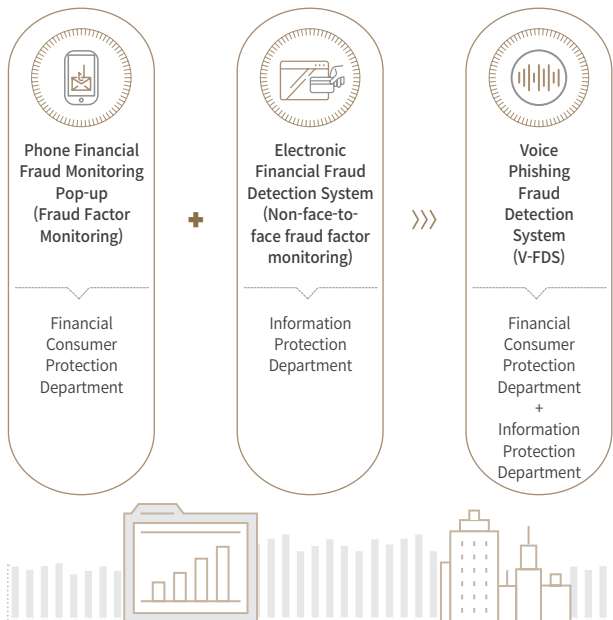 Phone Financial
Fraud Monitoring
Pop-up
(Fraud Factor
Monitoring)
Financial
Consumer
Protection
Department
Electronic
Financial Fraud
Detection System
(Non-face-to-
face fraud factor
monitoring)
Information
Protection
Department
Voice
Phishing
Fraud
Detection
System
(V-FDS)
Financial
Consumer
Protection
Department
+
Information
Protection
Department